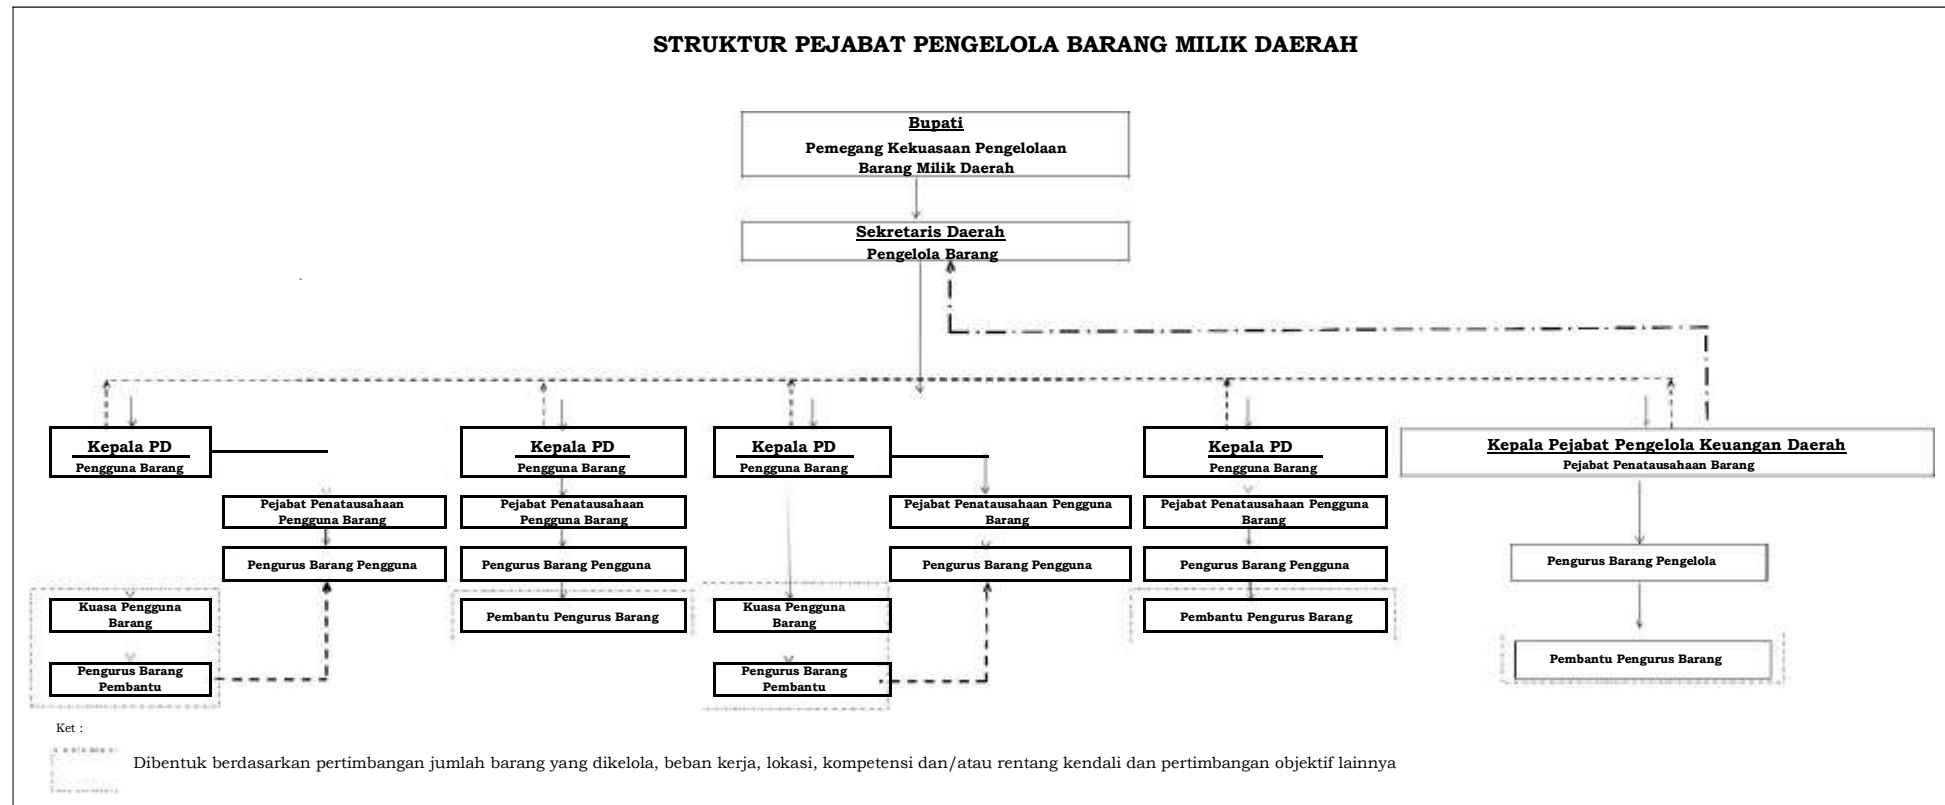 STRUKTUR PEJABAT PENGELOLA BARANG MILIK DAERAH
Bupati
Pemegang Kekuasaan Pengelolaan
Barang Milik Daerah
Sekretaris Daerah
Pengelola Barang
Kepala PD
Pengguna Barang
Kepala PD
Pengguna Barang
Kepala PD
Pengguna Barang
Kepala PD
Pengguna Barang
Kepala Pejabat Pengelola Keuangan Daerah
Pejabat Penatausahaan Barang
Pejabat Penatausahaan
Pengguna Barang
Pejabat Penatausahaan
Pengguna Barang
Pejabat Penatausahaan Pengguna
Barang
Pejabat Penatausahaan Pengguna
Barang
Pengurus Barang Pengguna
Pengurus Barang Pengguna
Pengurus Barang Pengguna
Pengurus Barang Pengguna
Pengurus Barang Pengelola
Kuasa Pengguna
Barang
Pembantu Pengurus Barang
Kuasa Pengguna
Barang
Pembantu Pengurus Barang
Pengurus Barang
Pembantu
Pengurus Barang
Pembantu
Pembantu Pengurus Barang
Ket :
Dibentuk berdasarkan pertimbangan jumlah barang yang dikelola, beban kerja, lokasi, kompetensi dan/atau rentang kendali dan pertimbangan objektif lainnya